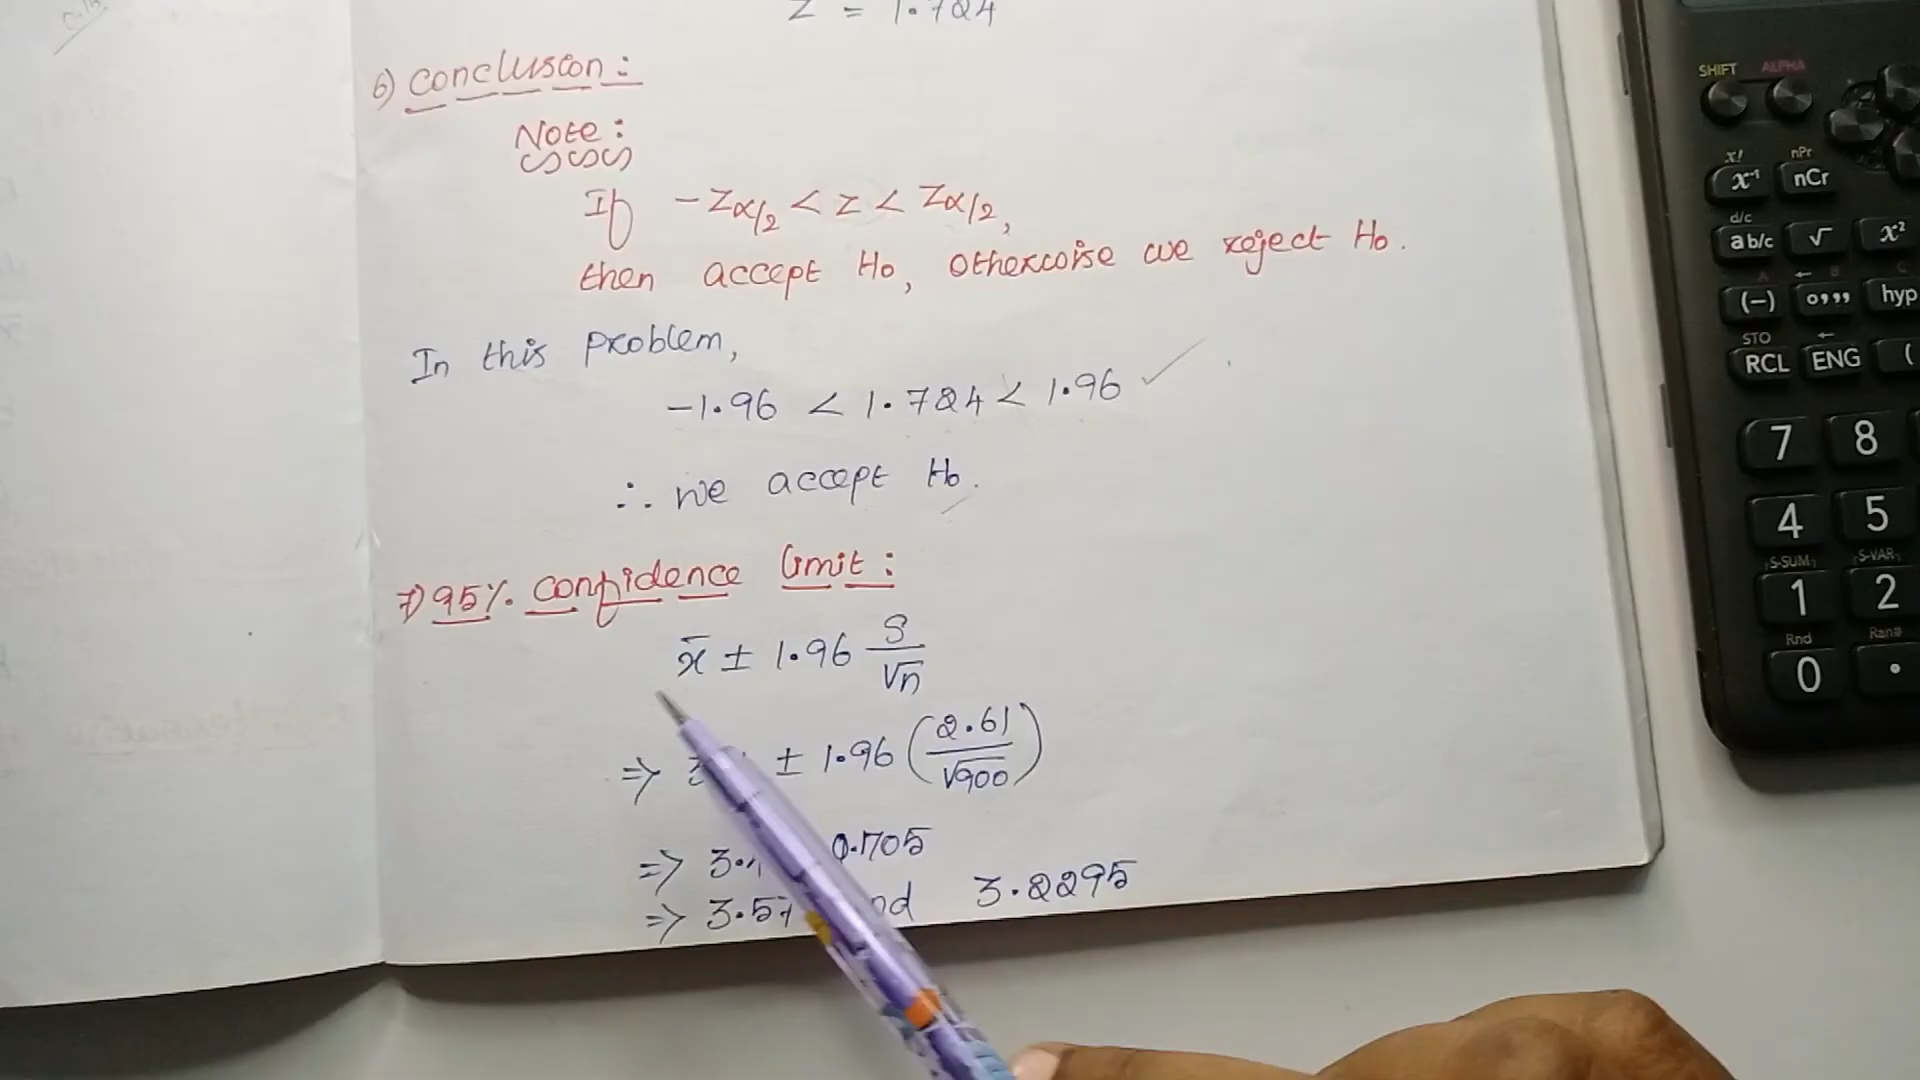 Z = 1.724
6) Conclusion:
Note:
If -Zα/2 < Z < Zα/2,
then accept H0, Otherwise we reject H0.
In this problem,
-1.96 < 1.724 < 1.96 ✓
∴ we accept H0.
7) 95% Confidence limit:
x̄ ± 1.96 S/√n
⇒ ± 1.96 (2.61/√900)
⇒ 0.1705
⇒ 3.2295
SHIFT ALPHA
x! nPr
x⁻¹ nCr
d/c
a b/c √ x²
A ← B C
(−) o,,, hyp
STO ←
RCL ENG (
7 8
4 5
S-SUM S-VAR
1 2
Rnd Ran#
0 .